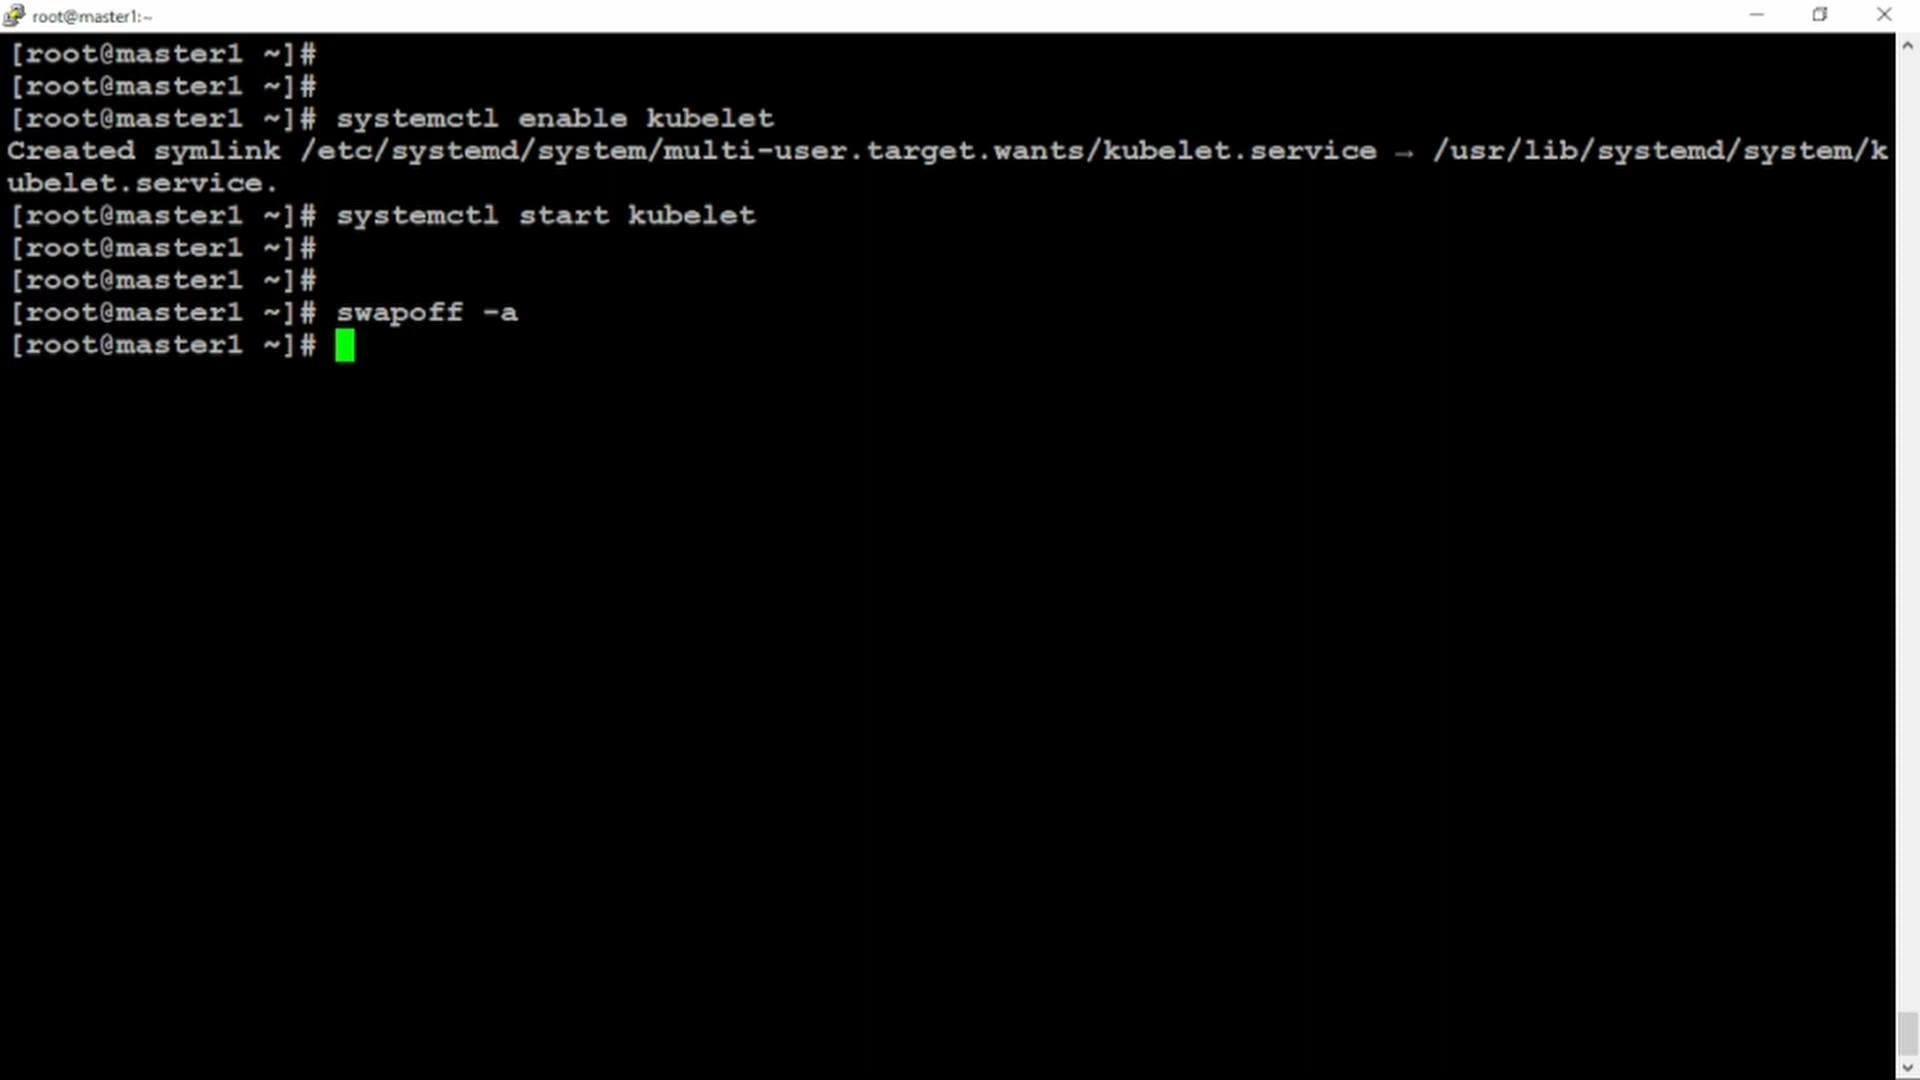 root@master1:~
[root@master1 ~]#
[root@master1 ~]#
[root@master1 ~]# systemctl enable kubelet
Created symlink /etc/systemd/system/multi-user.target.wants/kubelet.service → /usr/lib/systemd/system/k
ubelet.service.
[root@master1 ~]# systemctl start kubelet
[root@master1 ~]#
[root@master1 ~]#
[root@master1 ~]# swapoff -a
[root@master1 ~]#